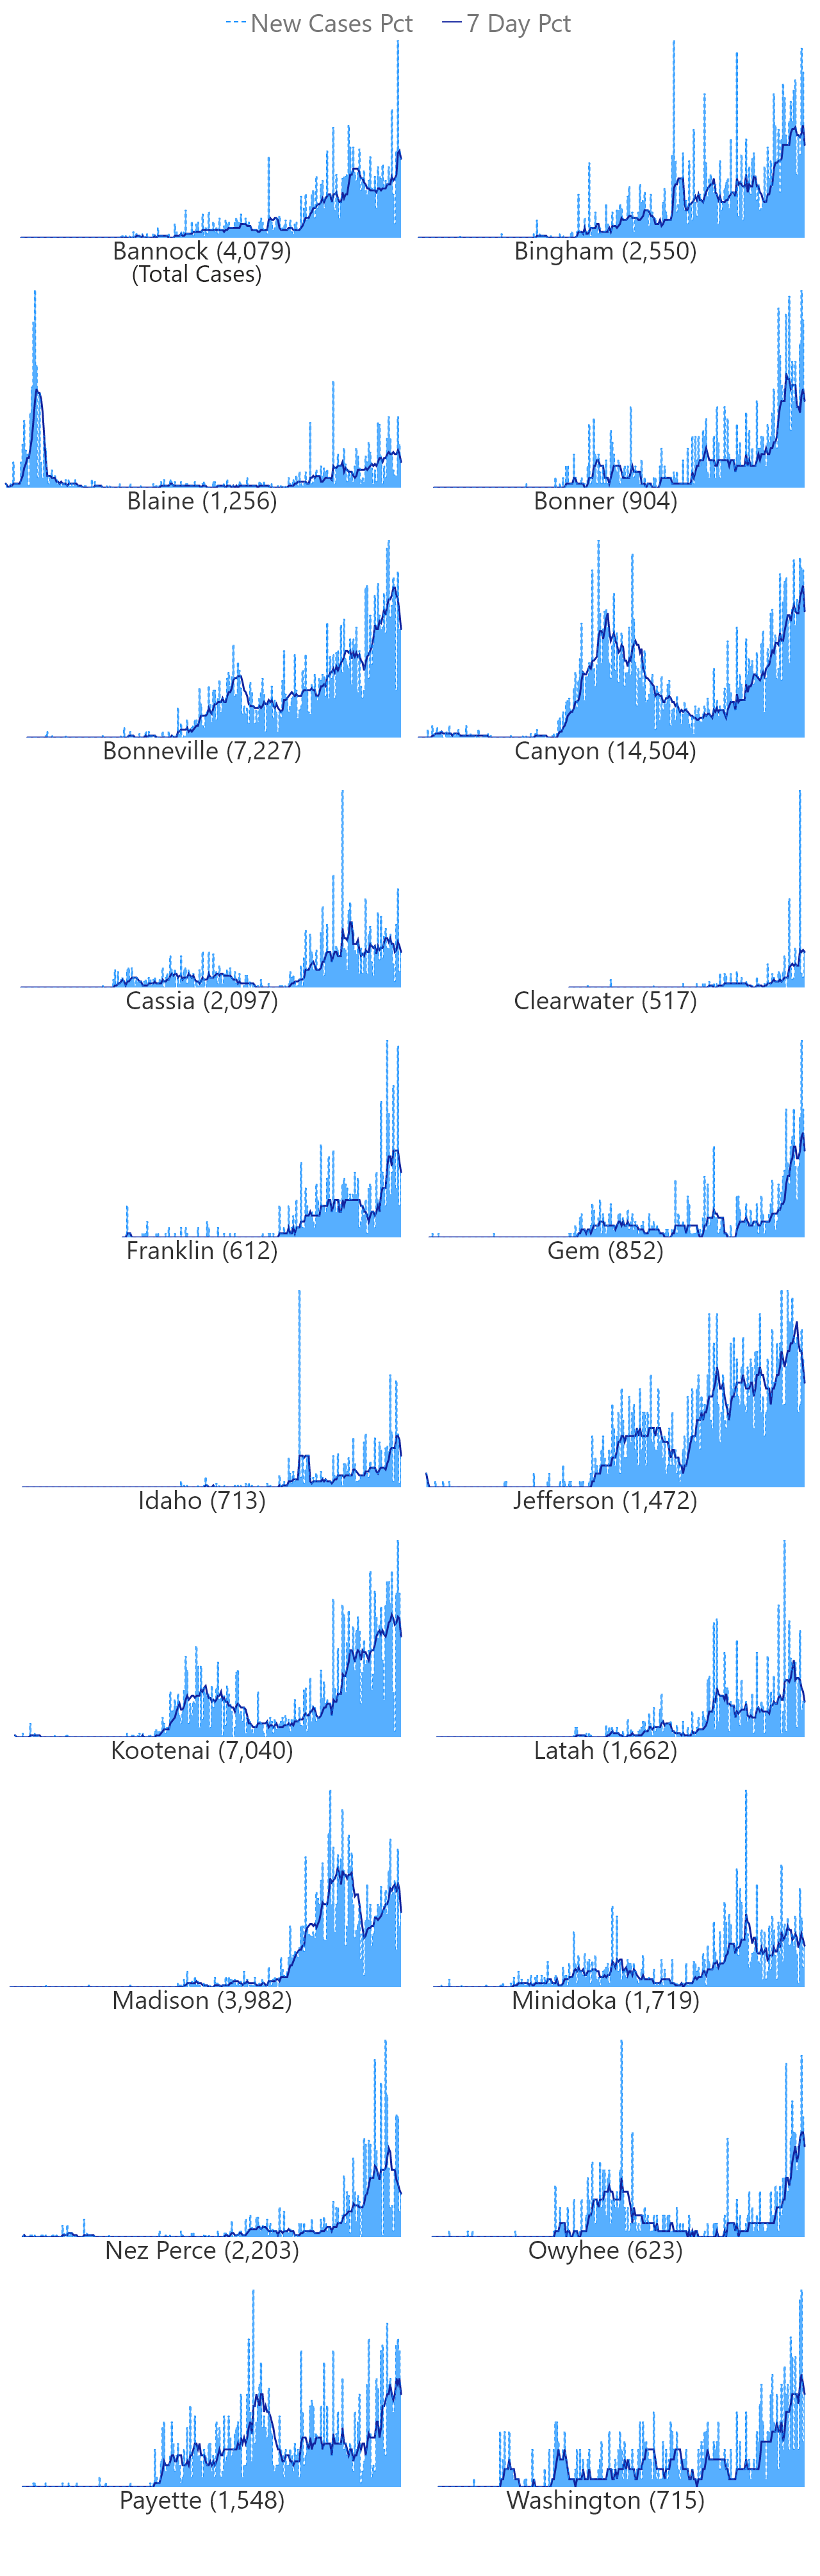 New Cases Pct 7 Day Pct
Bannock (4,079) Bingham (2,550)
(Total Cases)
Blaine (1,256) Bonner (904)
Bonneville (7,227) Canyon (14,504)
Cassia (2,097) Clearwater (517)
Franklin (612) Gem (852)
Idaho (713) Jefferson (1,472)
Kootenai (7,040) Latah (1,662)
Madison (3,982) Minidoka (1,719)
Nez Perce (2,203) Owyhee (623)
Payette (1,548) Washington (715)